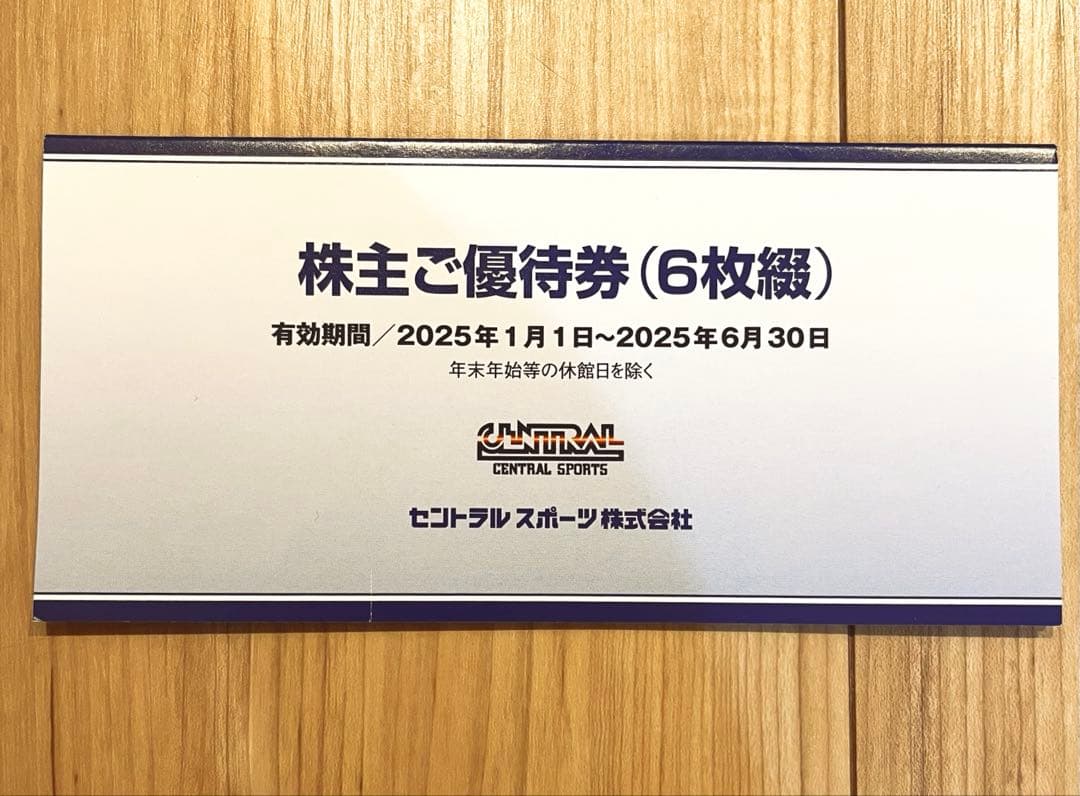 株主ご優待券（6枚綴）
有効期間／2025年1月1日～2025年6月30日
年末年始等の休館日を除く
CENTRAL
CENTRAL SPORTS
セントラルスポーツ株式会社